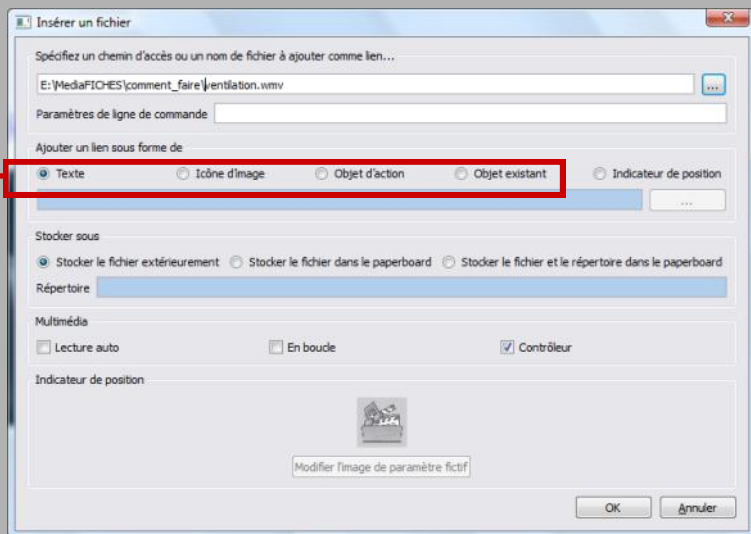 Insérer un fichier
Spécifiez un chemin d'accès ou un nom de fichier à ajouter comme lien...
E:\MediaFICHES\comment_faire\ventilation.wmv
...
Paramètres de ligne de commande
Ajouter un lien sous forme de
Texte Icône d'image Objet d'action Objet existant Indicateur de position
...
Stocker sous
Stocker le fichier extérieurement Stocker le fichier dans le paperboard Stocker le fichier et le répertoire dans le paperboard
Répertoire
Multimédia
Lecture auto En boucle Contrôleur
Indicateur de position
Modifier l'image de paramètre fictif
OK Annuler